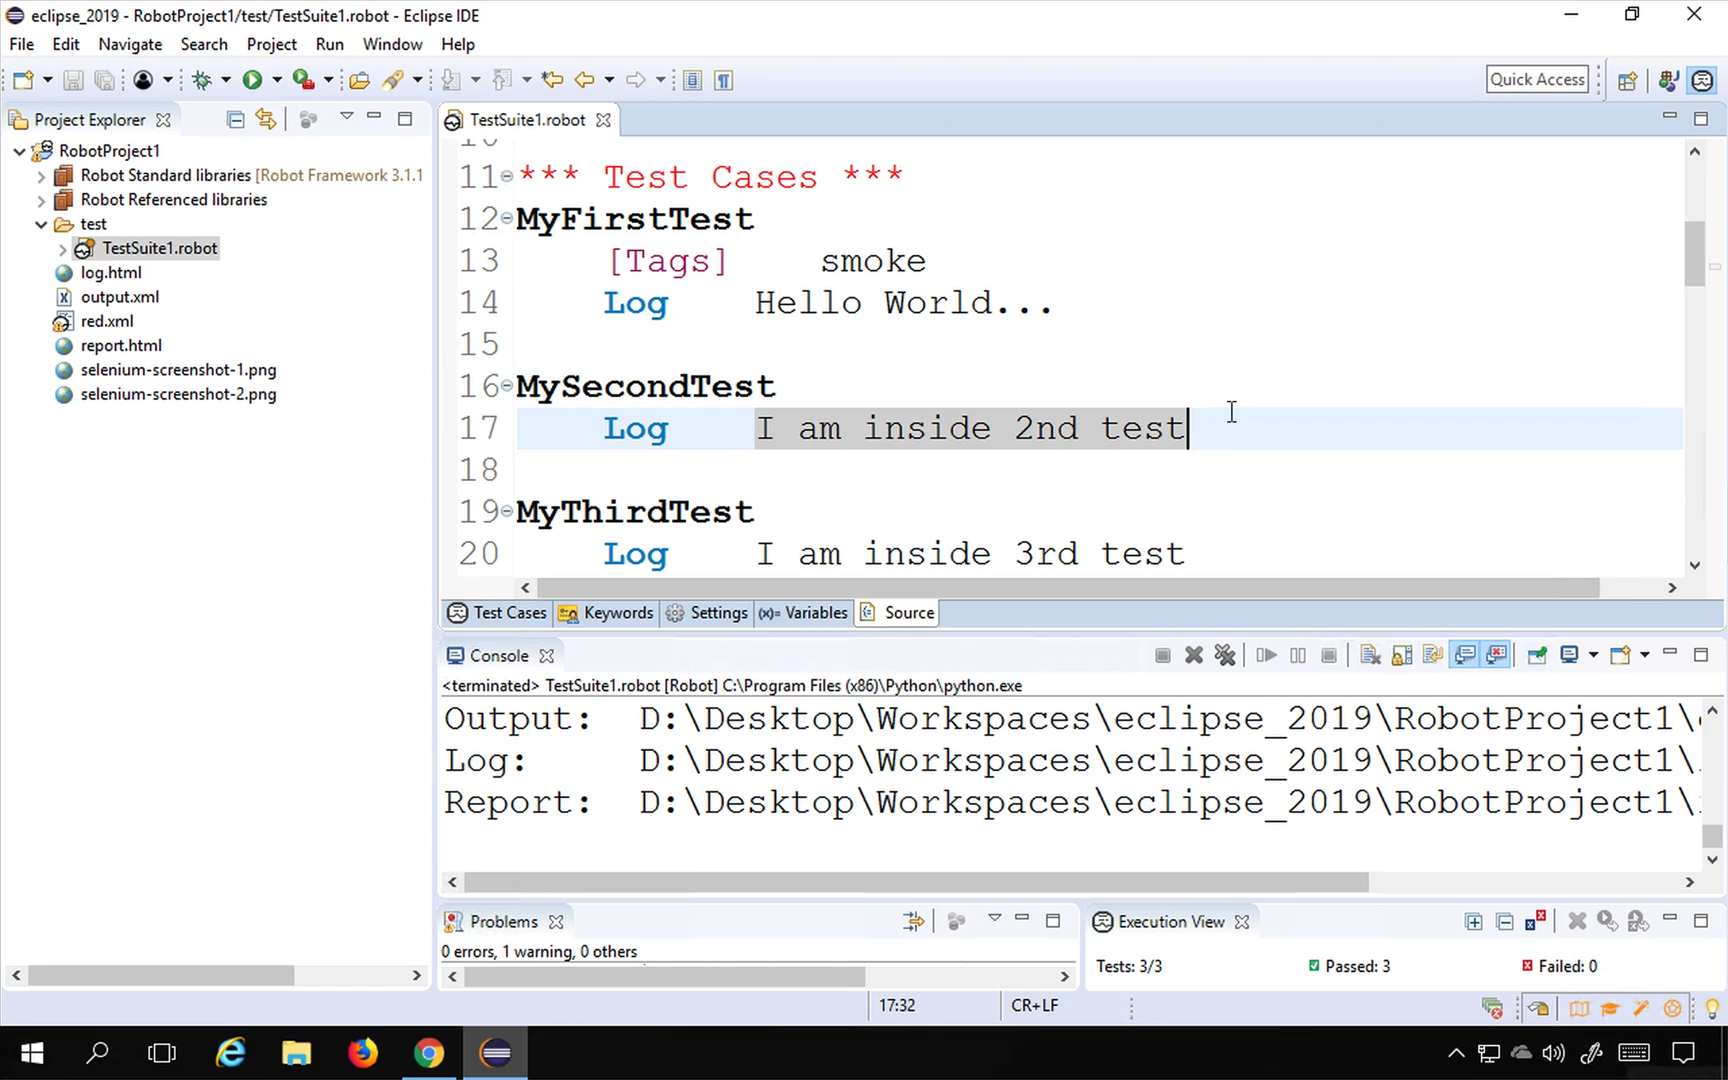 eclipse_2019 - RobotProject1/test/TestSuite1.robot - Eclipse IDE
File Edit Navigate Search Project Run Window Help
Quick Access
Project Explorer
RobotProject1
Robot Standard libraries [Robot Framework 3.1.1
Robot Referenced libraries
test
TestSuite1.robot
log.html
output.xml
red.xml
report.html
selenium-screenshot-1.png
selenium-screenshot-2.png
TestSuite1.robot
10
11 *** Test Cases ***
12 MyFirstTest
13 [Tags] smoke
14 Log Hello World...
15
16 MySecondTest
17 Log I am inside 2nd test
18
19 MyThirdTest
20 Log I am inside 3rd test
Test Cases Keywords Settings (x)= Variables Source
Console
<terminated> TestSuite1.robot [Robot] C:\Program Files (x86)\Python\python.exe
Output: D:\Desktop\Workspaces\eclipse_2019\RobotProject1\
Log: D:\Desktop\Workspaces\eclipse_2019\RobotProject1\
Report: D:\Desktop\Workspaces\eclipse_2019\RobotProject1\
Problems
0 errors, 1 warning, 0 others
Execution View
Tests: 3/3 Passed: 3 Failed: 0
17:32 CR+LF